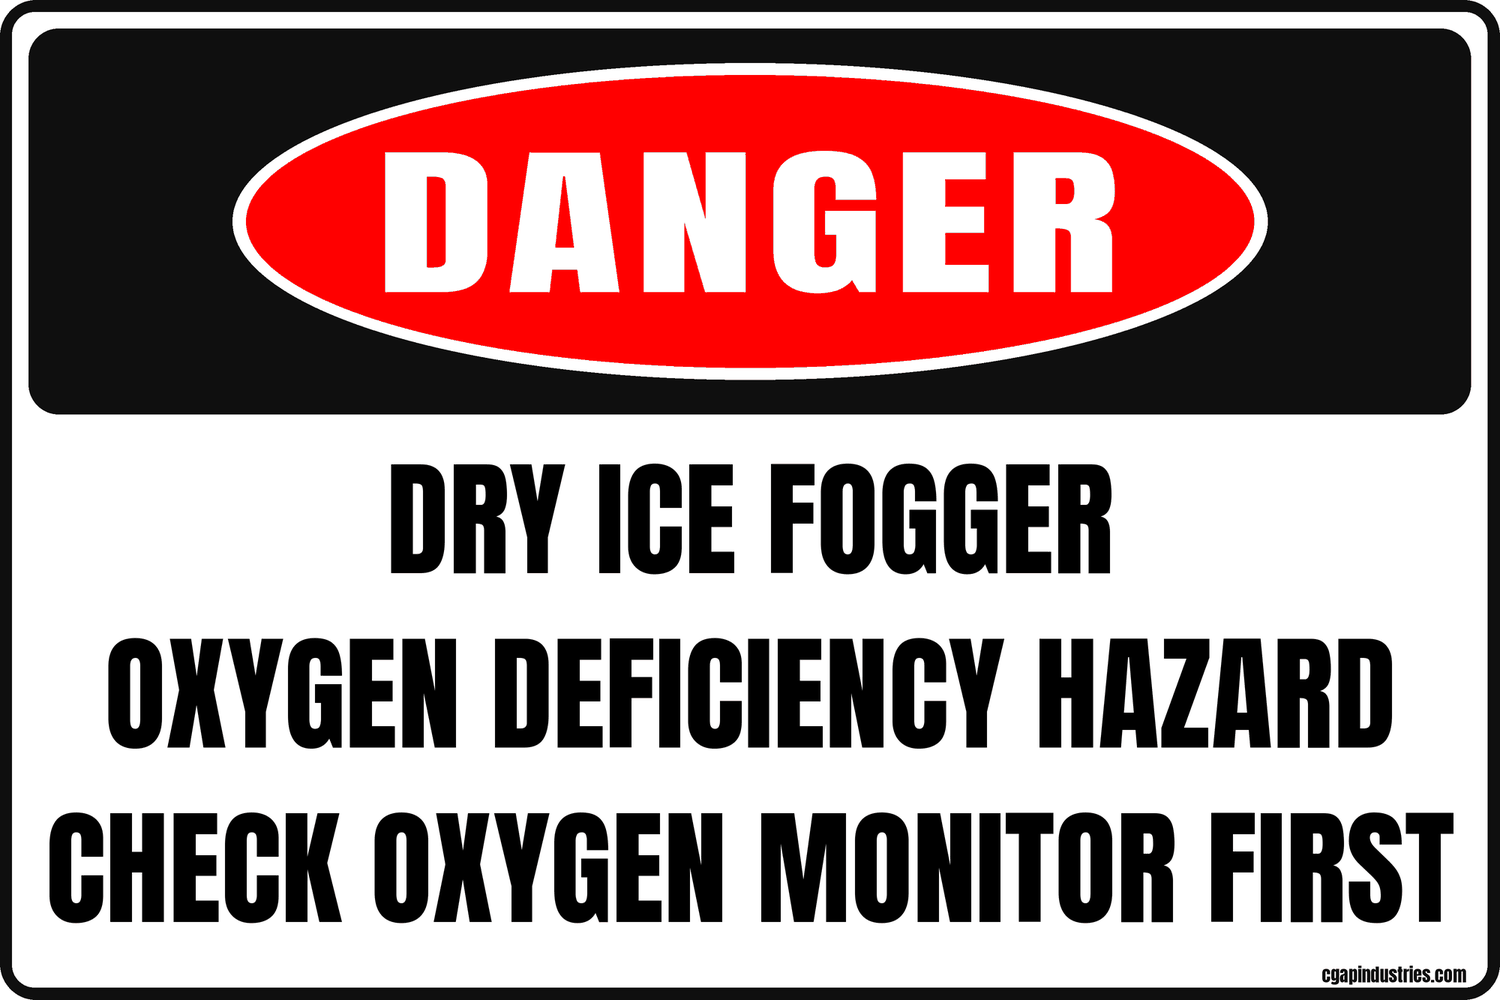 DANGER
DRY ICE FOGGER
OXYGEN DEFICIENCY HAZARD
CHECK OXYGEN MONITOR FIRST
cgapindustries.com